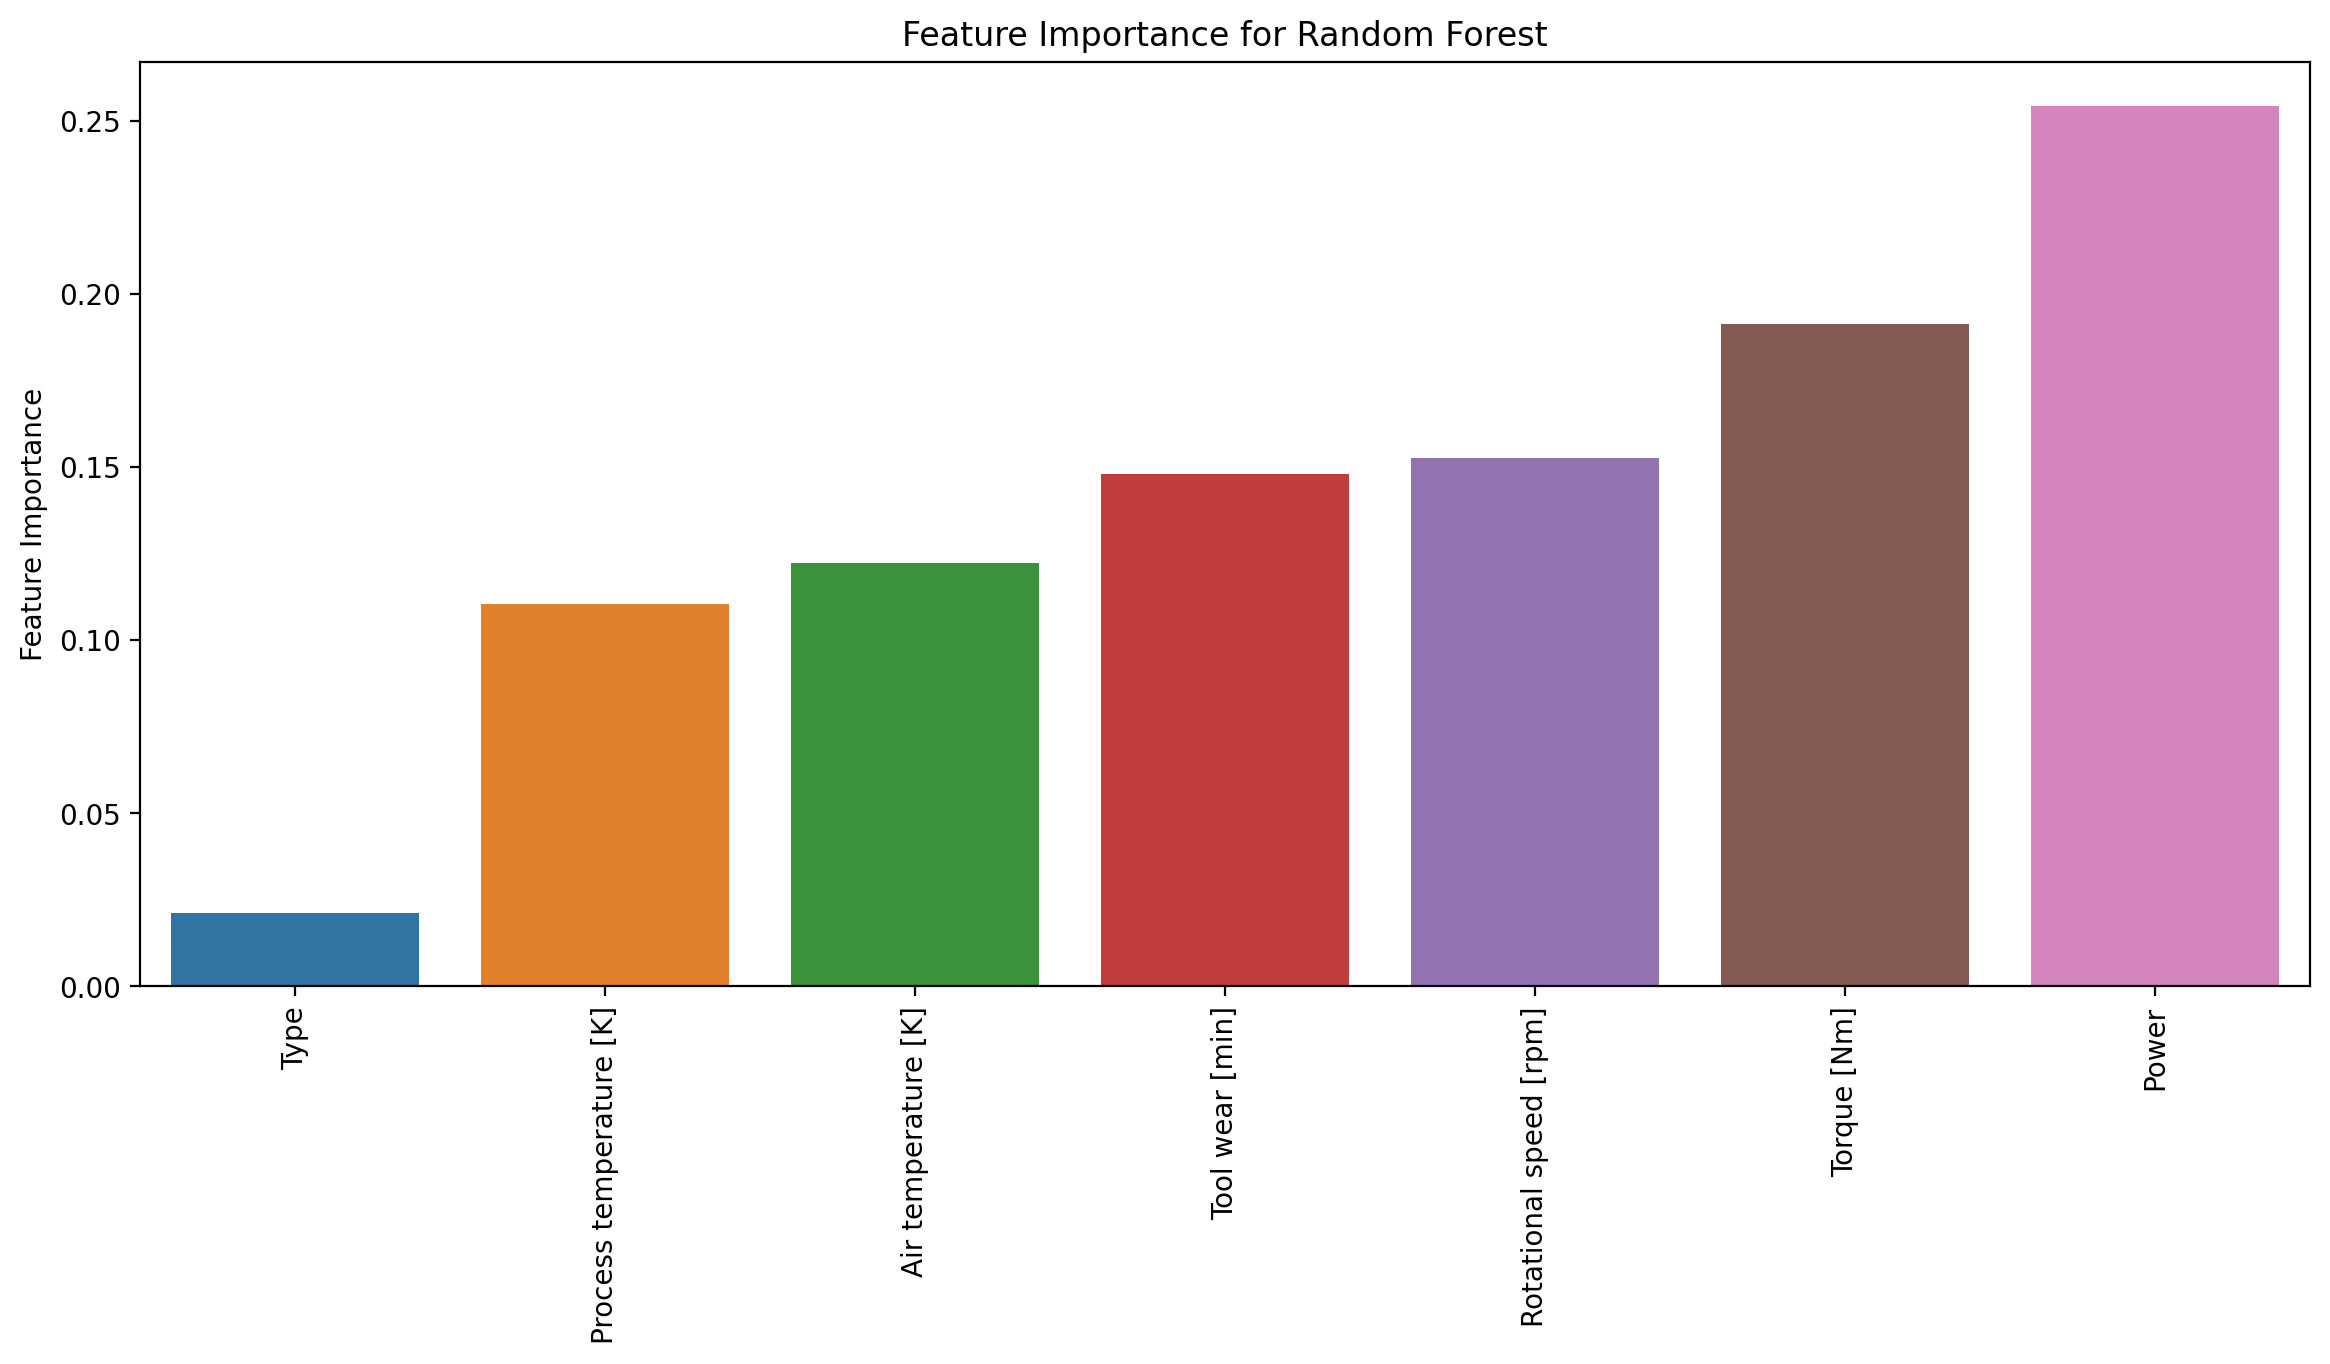 Feature Importance for Random Forest
Feature Importance
0.25
0.20
0.15
0.10
0.05
0.00
Type
Process temperature [K]
Air temperature [K]
Tool wear [min]
Rotational speed [rpm]
Torque [Nm]
Power